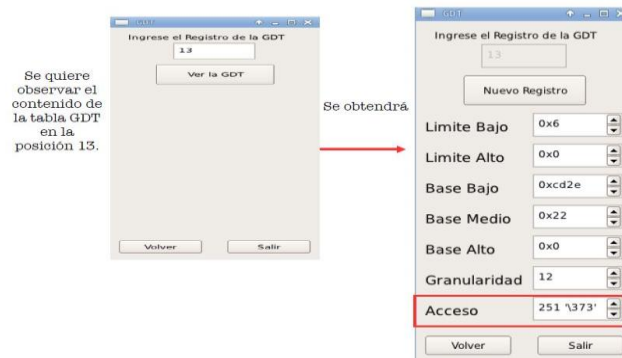 Se quiere
observar el
contenido de
la tabla GDT
en la
posición 13.
GDT
Ingrese el Registro de la GDT
13
Ver la GDT
Volver
Salir
Se obtendrá
GDT
Ingrese el Registro de la GDT
13
Nuevo Registro
Limite Bajo
0x6
Limite Alto
0x0
Base Bajo
0xcd2e
Base Medio
0x22
Base Alto
0x0
Granularidad
12
Acceso
251 '\373'
Volver
Salir